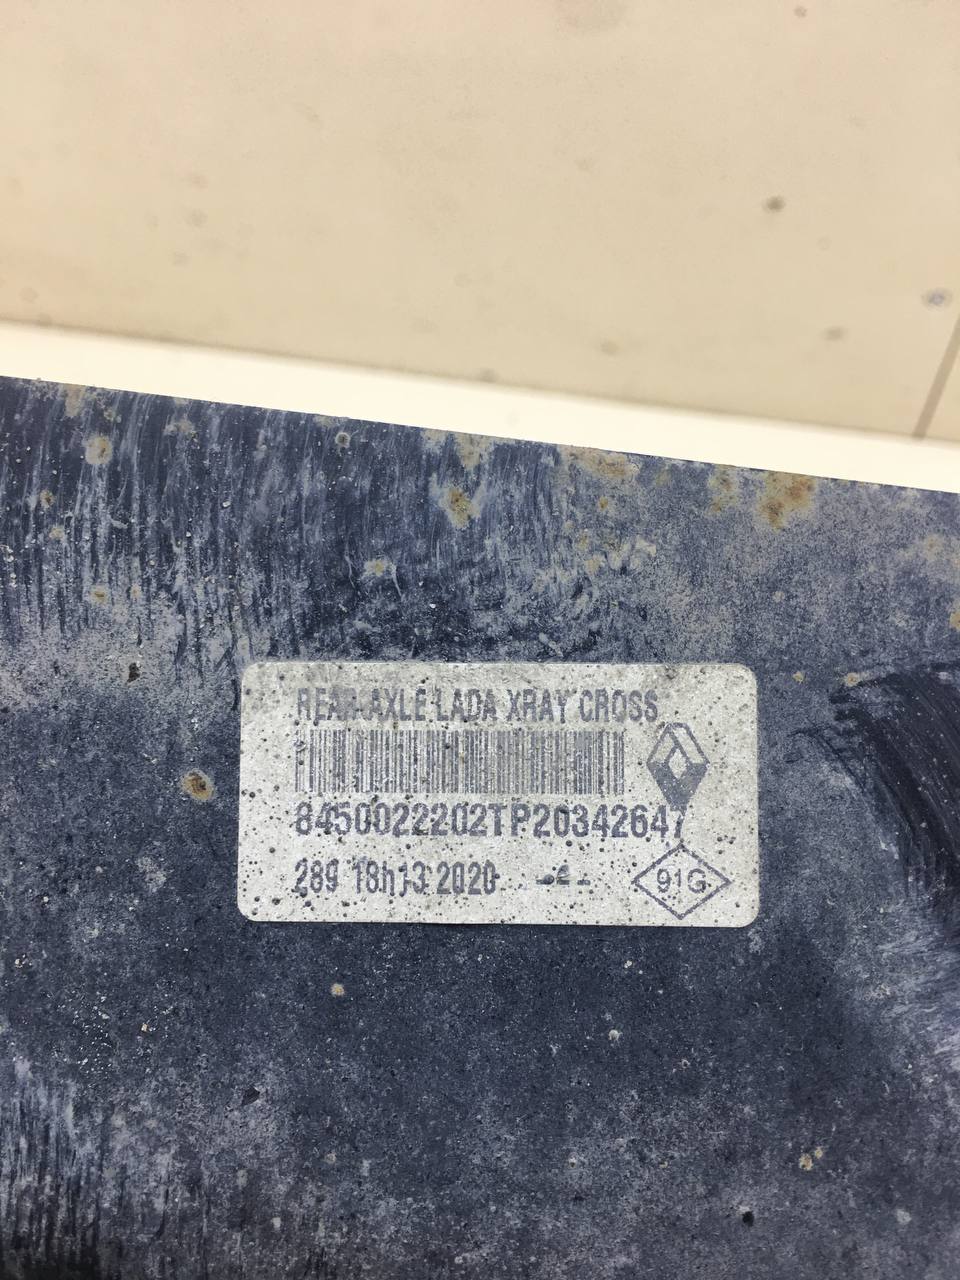 REAR AXLE LADA XRAY CROSS
8450022202TP20342647
289 18h13 2020
91G